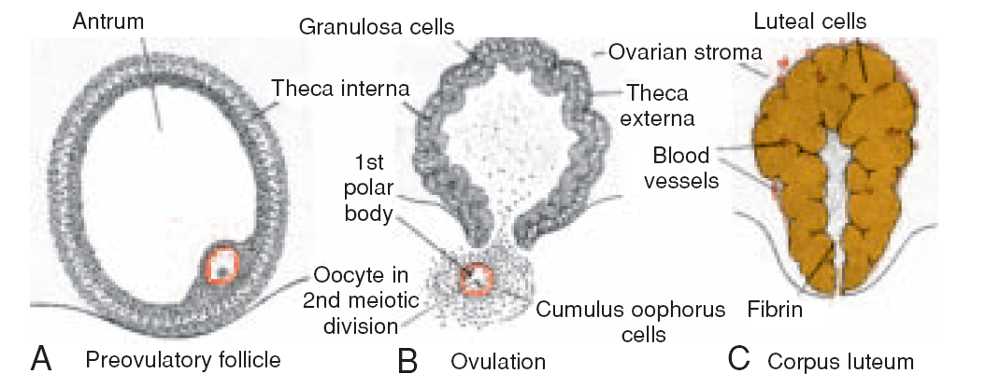 Antrum
Granulosa cells
Luteal cells
Ovarian stroma
Theca interna
Theca
externa
1st
polar
body
Blood
vessels
Oocyte in
2nd meiotic
division
Cumulus oophorus
cells
Fibrin
A Preovulatory follicle
B Ovulation
C Corpus luteum